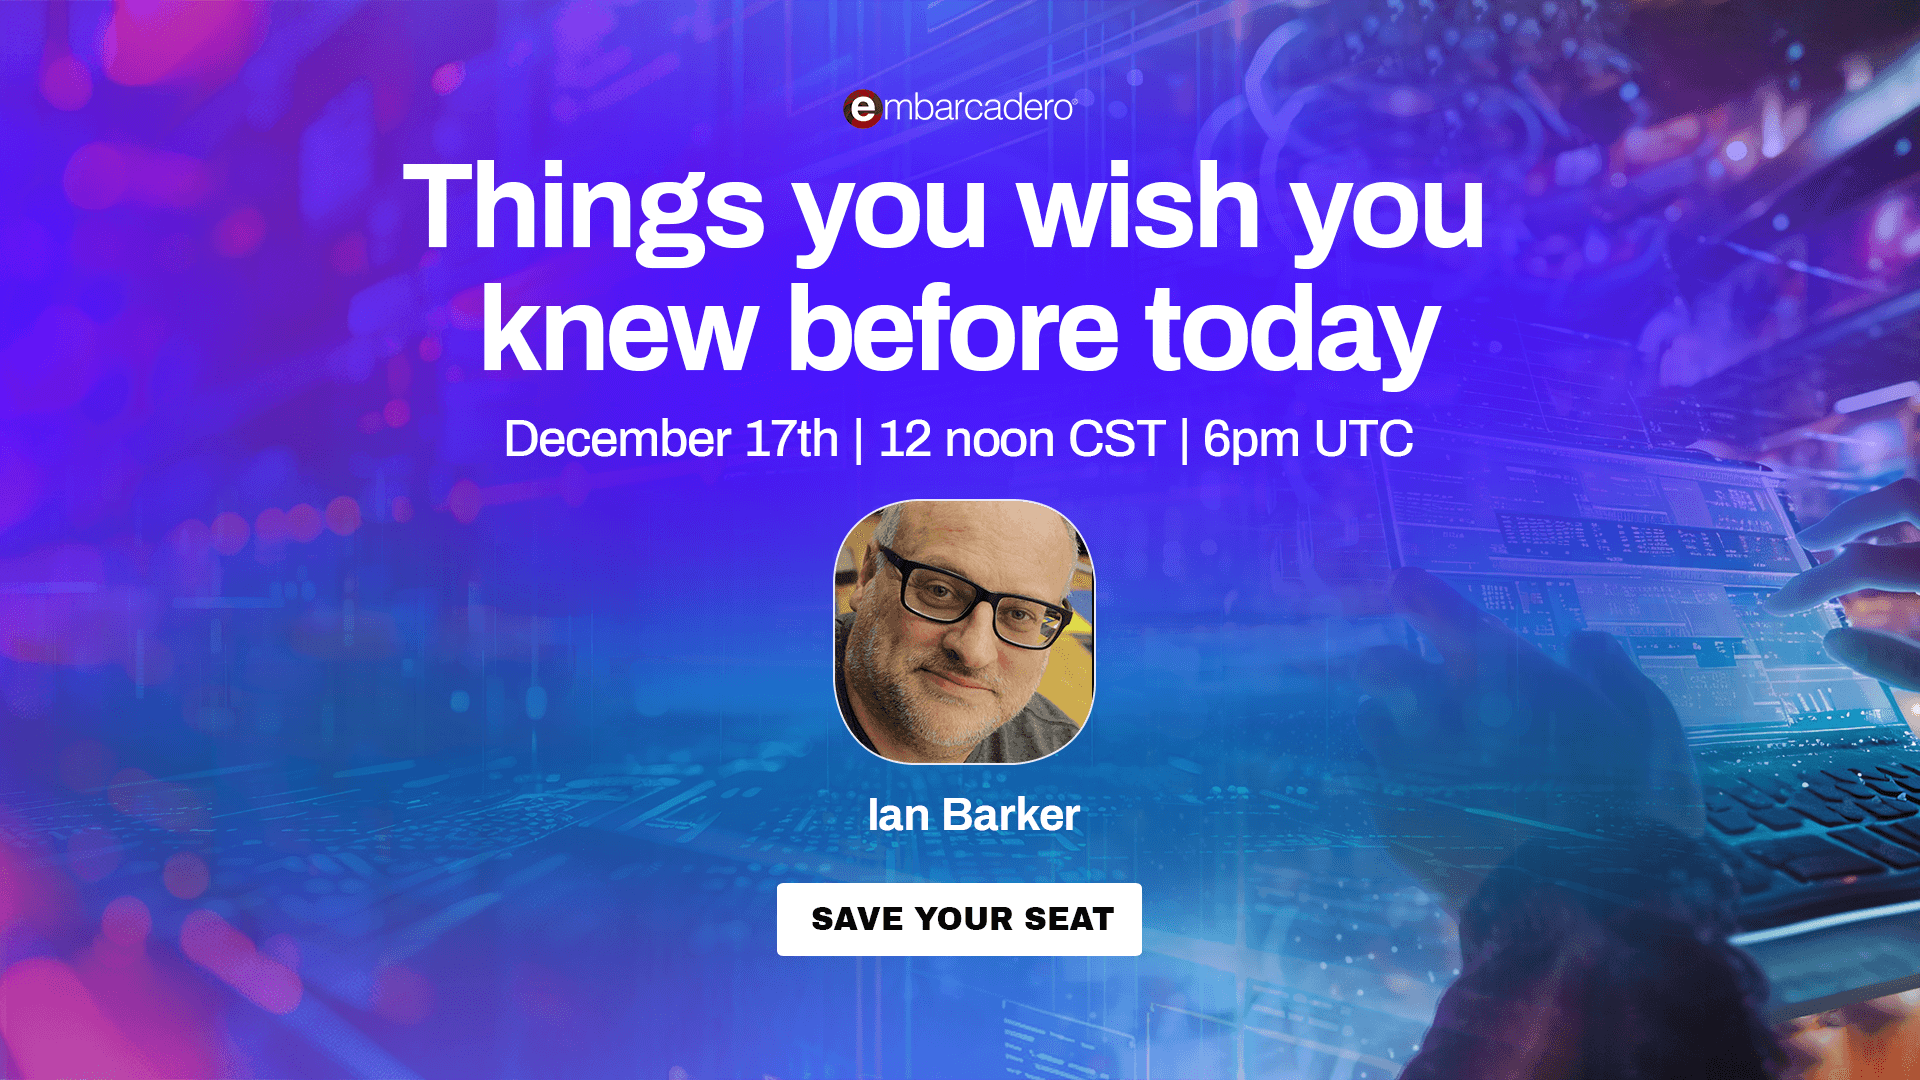 embarcadero®
Things you wish you
knew before today
December 17th | 12 noon CST | 6pm UTC
Ian Barker
SAVE YOUR SEAT